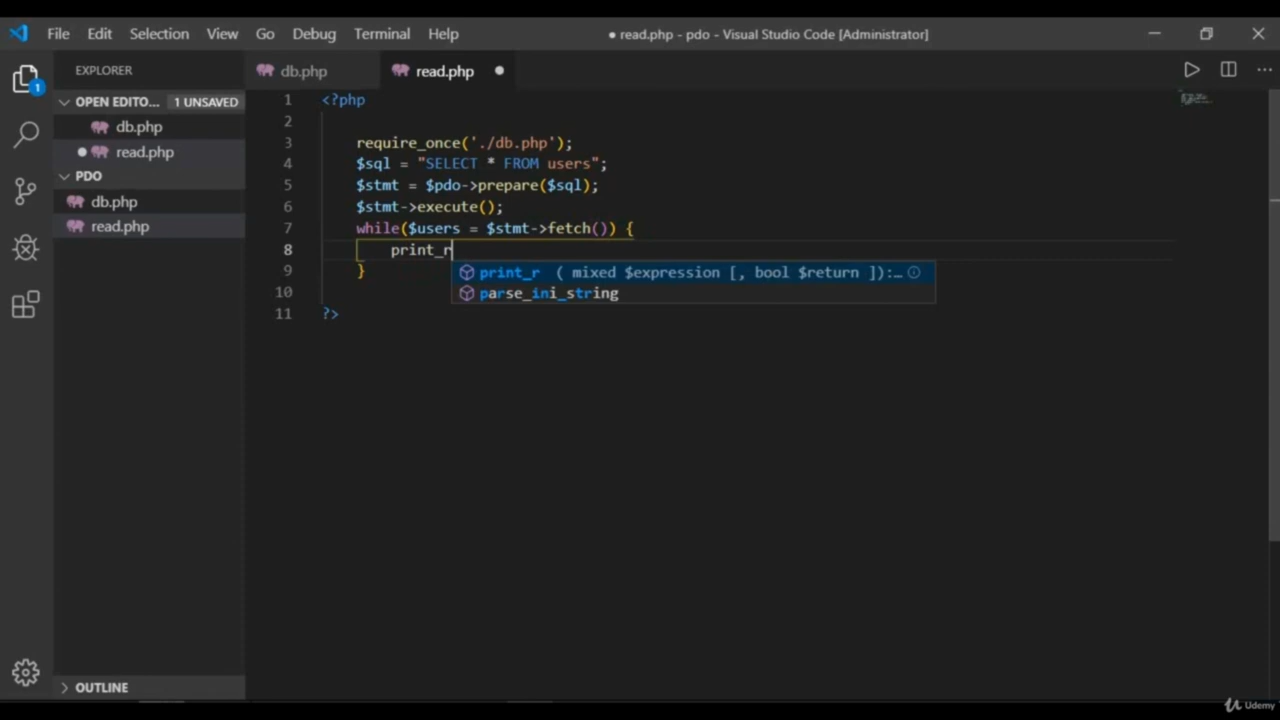 File Edit Selection View Go Debug Terminal Help
● read.php - pdo - Visual Studio Code [Administrator]
EXPLORER
db.php
read.php
OPEN EDITO... 1 UNSAVED
db.php
read.php
PDO
db.php
read.php
1
OUTLINE
1 <?php
2
3 require_once('./db.php');
4 $sql = "SELECT * FROM users";
5 $stmt = $pdo->prepare($sql);
6 $stmt->execute();
7 while($users = $stmt->fetch()) {
8 print_r
9 }
10
11 ?>
print_r ( mixed $expression [, bool $return ]):…
parse_ini_string
Udemy